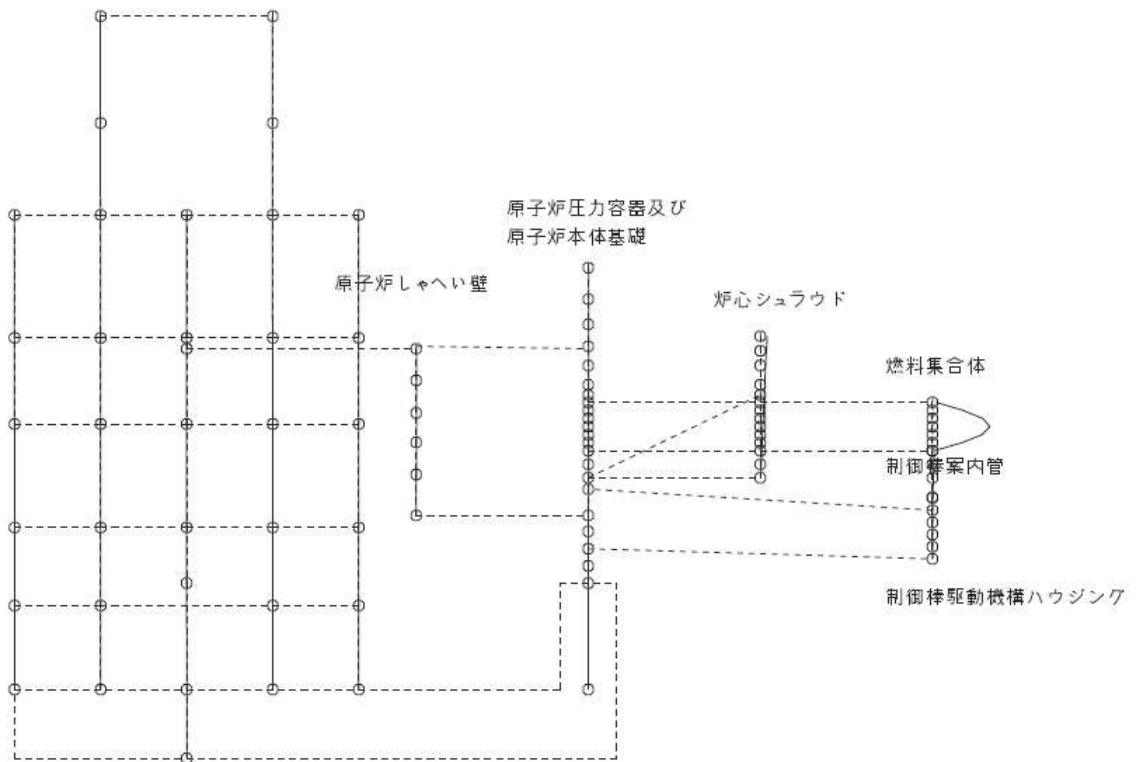 原子炉圧力容器及び
原子炉本体基礎
原子炉しゃへい壁
炉心シュラウド
燃料集合体
制御棒案内管
制御棒駆動機構ハウジング